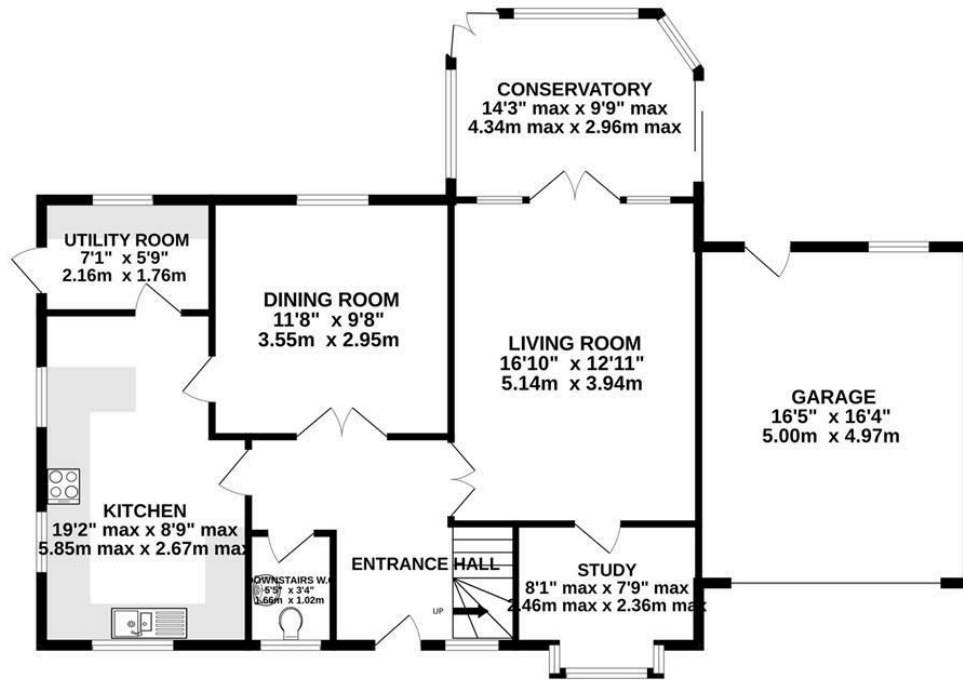 CONSERVATORY
14'3" max x 9'9" max
4.34m max x 2.96m max
UTILITY ROOM
7'1" x 5'9"
2.16m x 1.76m
DINING ROOM
11'8" x 9'8"
3.55m x 2.95m
LIVING ROOM
16'10" x 12'11"
5.14m x 3.94m
GARAGE
16'5" x 16'4"
5.00m x 4.97m
KITCHEN
19'2" max x 8'9" max
5.85m max x 2.67m max
DOWNSTAIRS W.C
5'5" x 3'4"
1.66m x 1.02m
ENTRANCE HALL
UP
STUDY
8'1" max x 7'9" max
2.46m max x 2.36m max